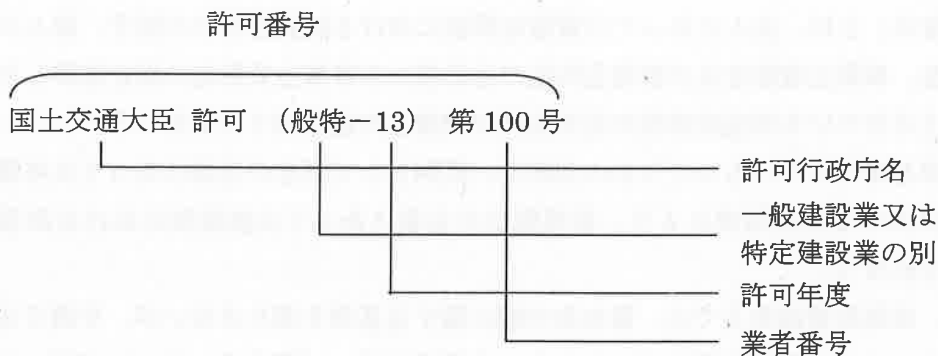 許可番号
国土交通大臣 許可 (般特－13) 第 100 号
許可行政庁名
一般建設業又は
特定建設業の別
許可年度
業者番号